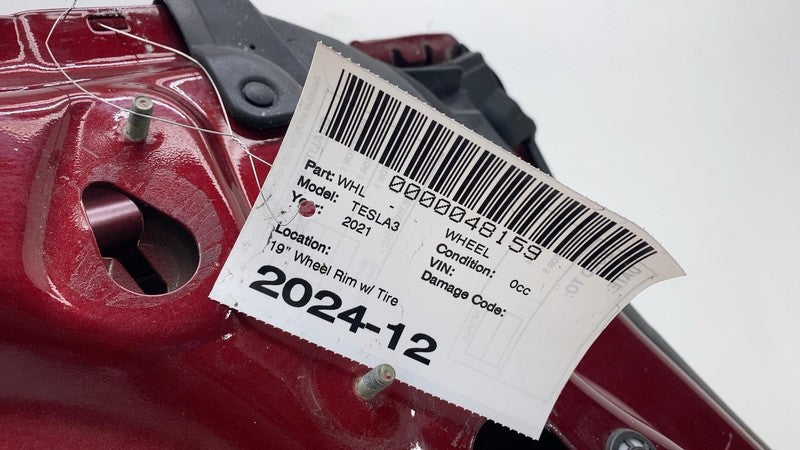 0000048159
Part: WHL - WHEEL
Model: TESLA3 Condition: 0cc
Year: 2021 VIN:
Damage Code:
Location:
19" Wheel Rim w/ Tire
2024-12